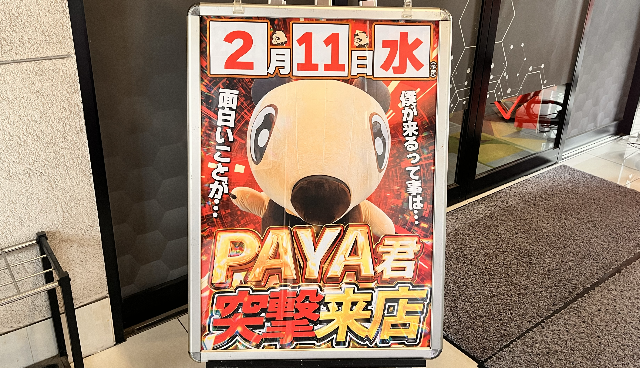 2月11日水
僕が来るって事は…
面白いことが…
PAYA君
突撃来店